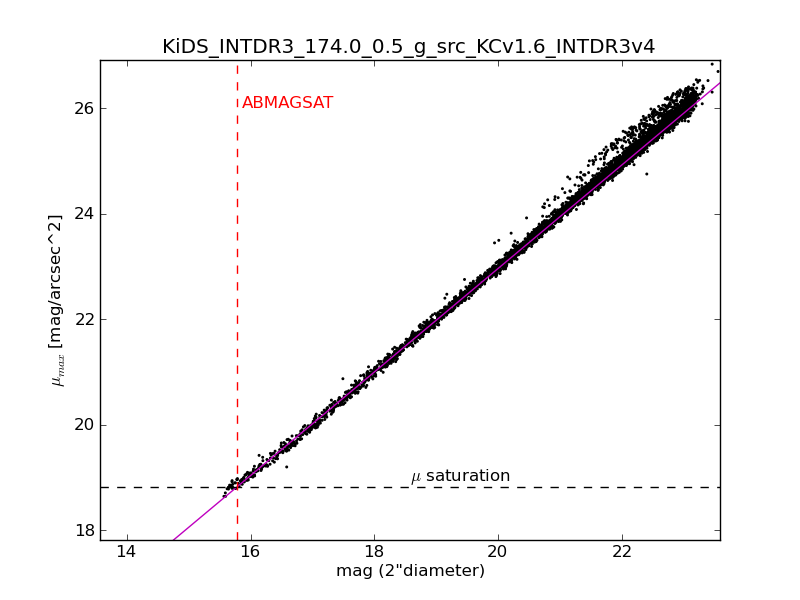 KiDS_INTDR3_174.0_0.5_g_src_KCv1.6_INTDR3v4
ABMAGSAT
μ saturation
26
24
22
20
18
μ_max [mag/arcsec^2]
14 16 18 20 22
mag (2"diameter)